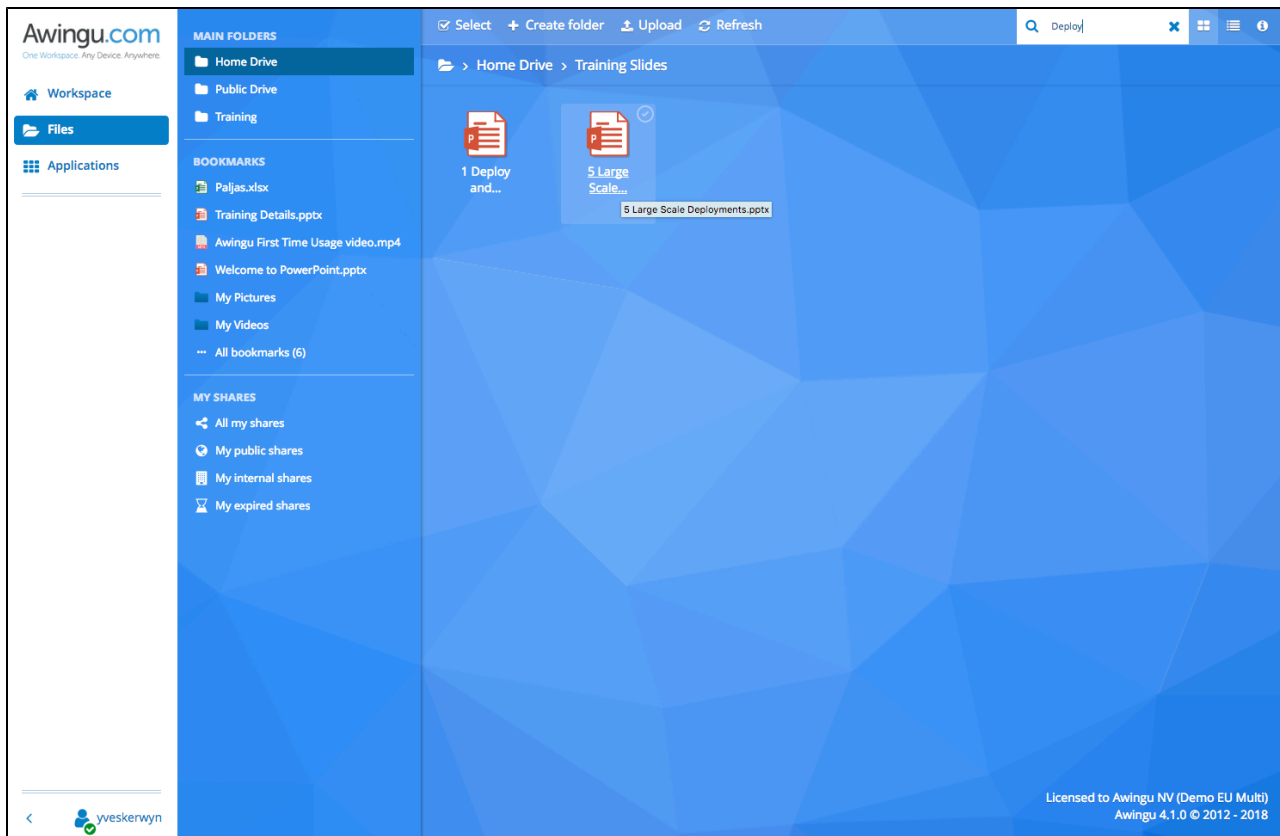 Awingu.com
One Workspace. Any Device. Anywhere.
Workspace
Files
Applications
yveskerwyn
MAIN FOLDERS
Home Drive
Public Drive
Training
BOOKMARKS
Paljas.xlsx
Training Details.pptx
Awingu First Time Usage video.mp4
Welcome to PowerPoint.pptx
My Pictures
My Videos
All bookmarks (6)
MY SHARES
All my shares
My public shares
My internal shares
My expired shares
Select + Create folder Upload Refresh
Deploy
> Home Drive > Training Slides
1 Deploy
and...
5 Large
Scale...
5 Large Scale Deployments.pptx
Licensed to Awingu NV (Demo EU Multi)
Awingu 4.1.0 © 2012 - 2018